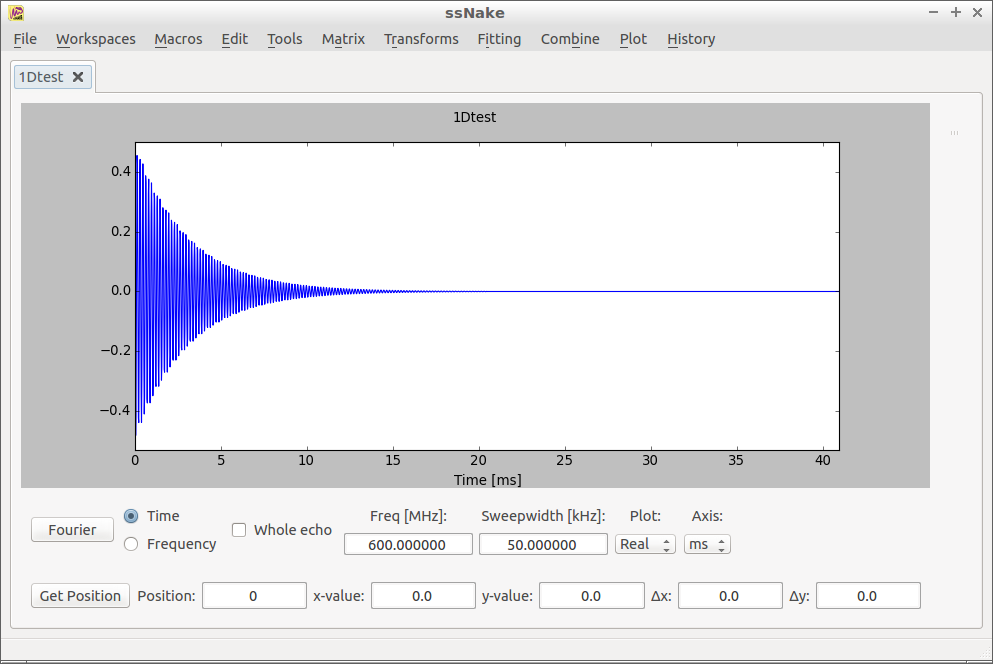 ssNake
File Workspaces Macros Edit Tools Matrix Transforms Fitting Combine Plot History
1Dtest
1Dtest
0.4
0.2
0.0
−0.2
−0.4
0 5 10 15 20 25 30 35 40
Time [ms]
Fourier
Time
Frequency
Whole echo
Freq [MHz]: Sweepwidth [kHz]: Plot: Axis:
600.000000 50.000000 Real ms
Get Position Position: 0 x-value: 0.0 y-value: 0.0 Δx: 0.0 Δy: 0.0